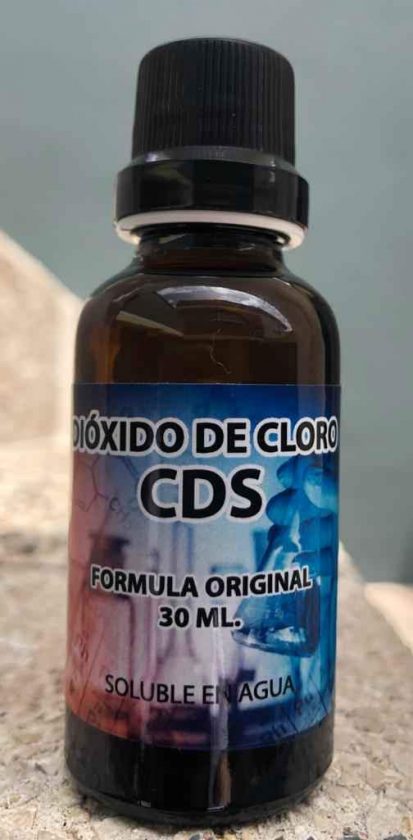 DIÓXIDO DE CLORO
CDS
FORMULA ORIGINAL
30 ML.
SOLUBLE EN AGUA